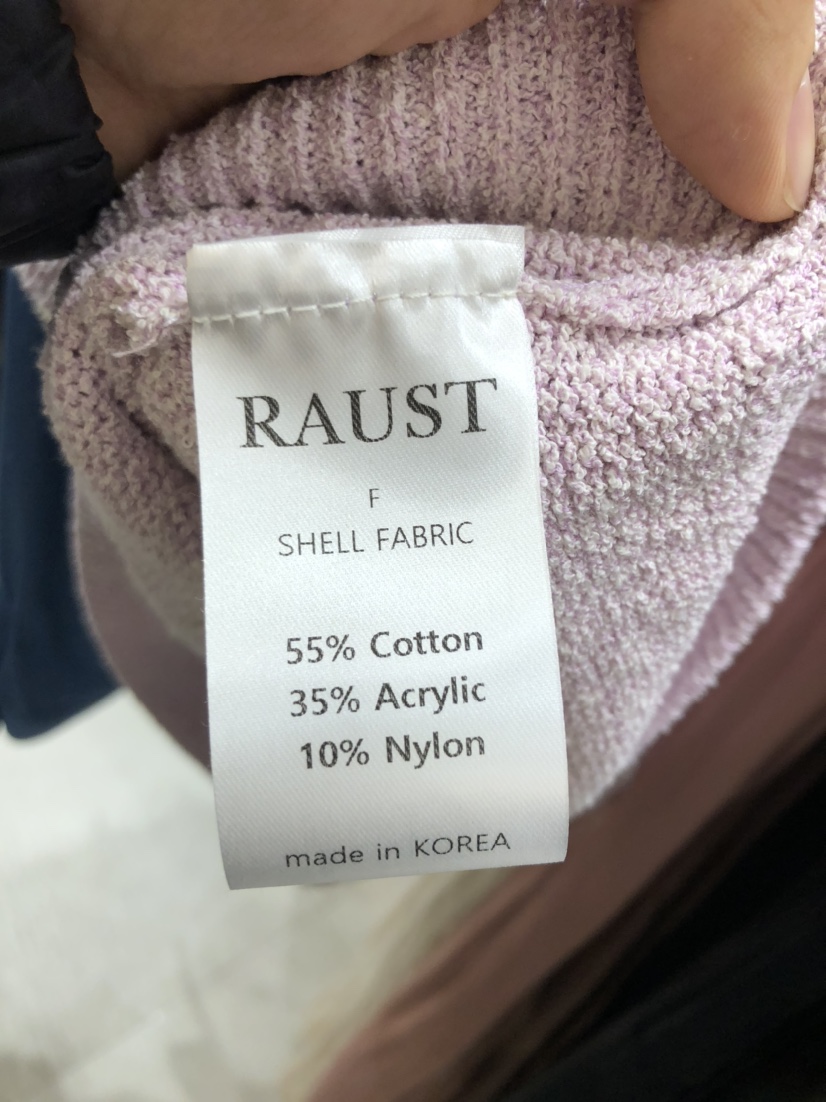 RAUST
F
SHELL FABRIC
55% Cotton
35% Acrylic
10% Nylon
made in KOREA